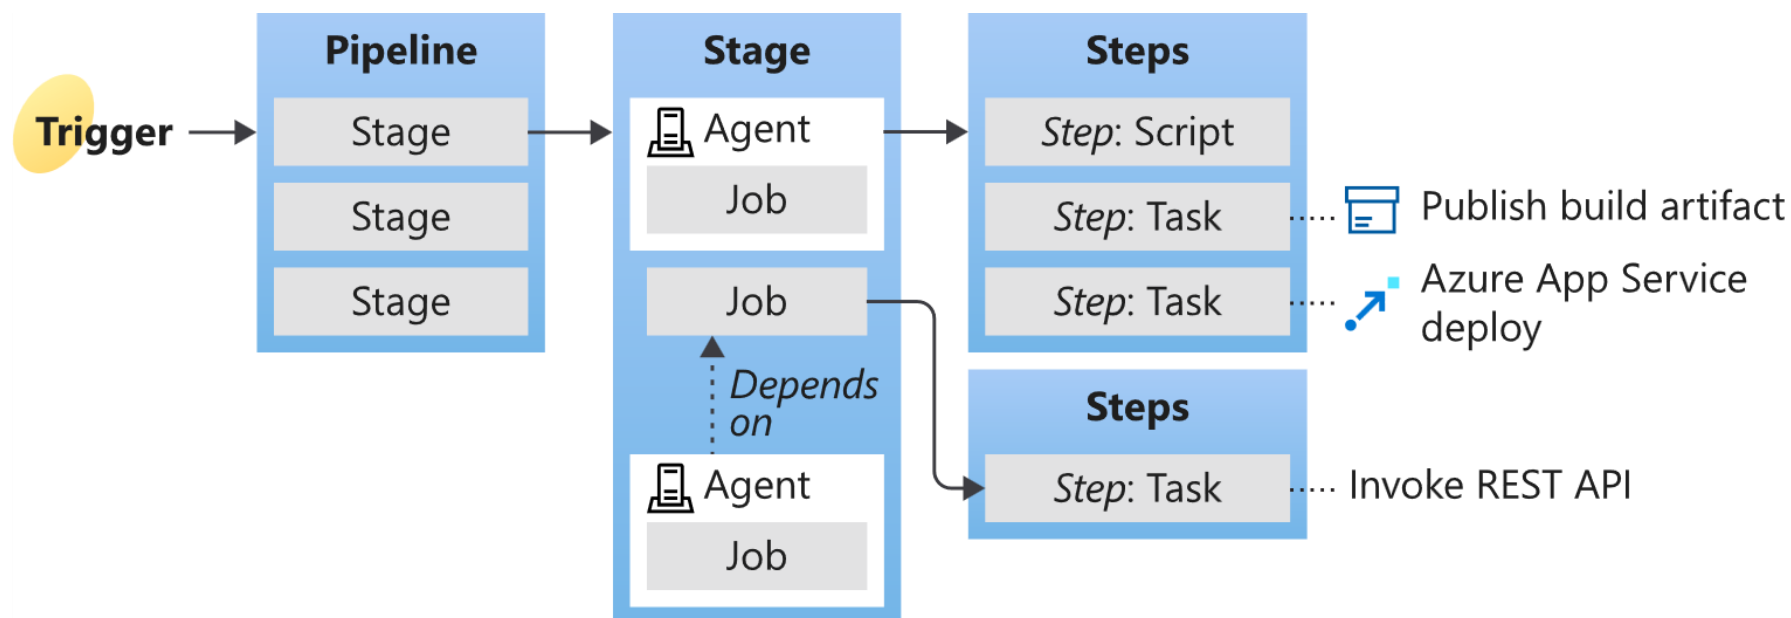 Trigger
Pipeline
Stage
Stage
Stage
Stage
Agent
Job
Job
Depends
on
Agent
Job
Steps
Step: Script
Step: Task
Publish build artifact
Step: Task
Azure App Service
deploy
Steps
Step: Task
Invoke REST API